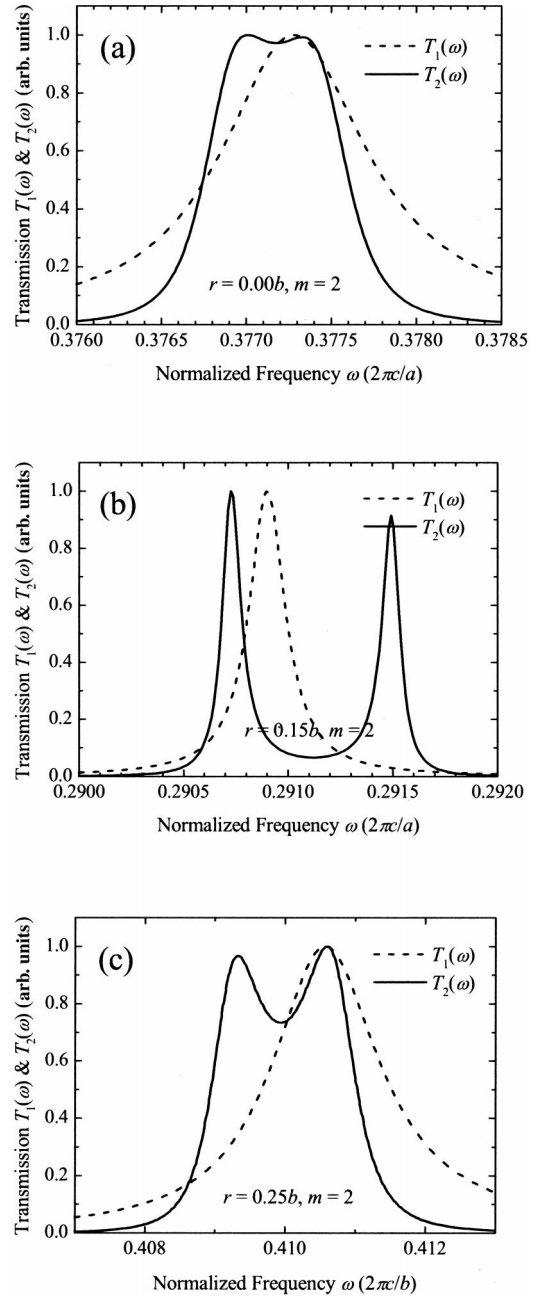 (a)
T₁(ω)
T₂(ω)
Transmission T₁(ω) & T₂(ω) (arb. units)
1.0
0.8
0.6
0.4
0.2
0.0
r = 0.00b, m = 2
0.3760 0.3765 0.3770 0.3775 0.3780 0.3785
Normalized Frequency ω (2πc/a)
(b)
T₁(ω)
T₂(ω)
Transmission T₁(ω) & T₂(ω) (arb. units)
1.0
0.8
0.6
0.4
0.2
0.0
r = 0.15b, m = 2
0.2900 0.2905 0.2910 0.2915 0.2920
Normalized Frequency ω (2πc/a)
(c)
T₁(ω)
T₂(ω)
Transmission T₁(ω) & T₂(ω) (arb. units)
1.0
0.8
0.6
0.4
0.2
0.0
r = 0.25b, m = 2
0.408 0.410 0.412
Normalized Frequency ω (2πc/b)